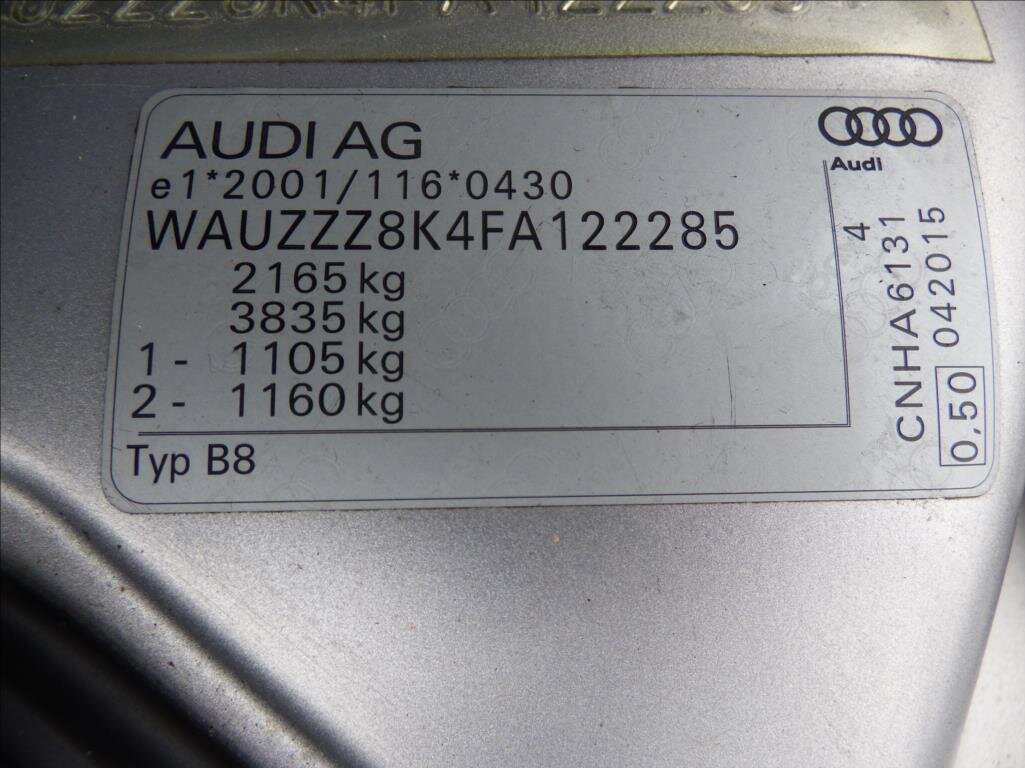 AUDI AG
Audi
e1*2001/116*0430
WAUZZZ8K4FA122285
2165 kg
3835 kg
1 - 1105 kg
2 - 1160 kg
Typ B8
4
CNHA6131
0,50 042015